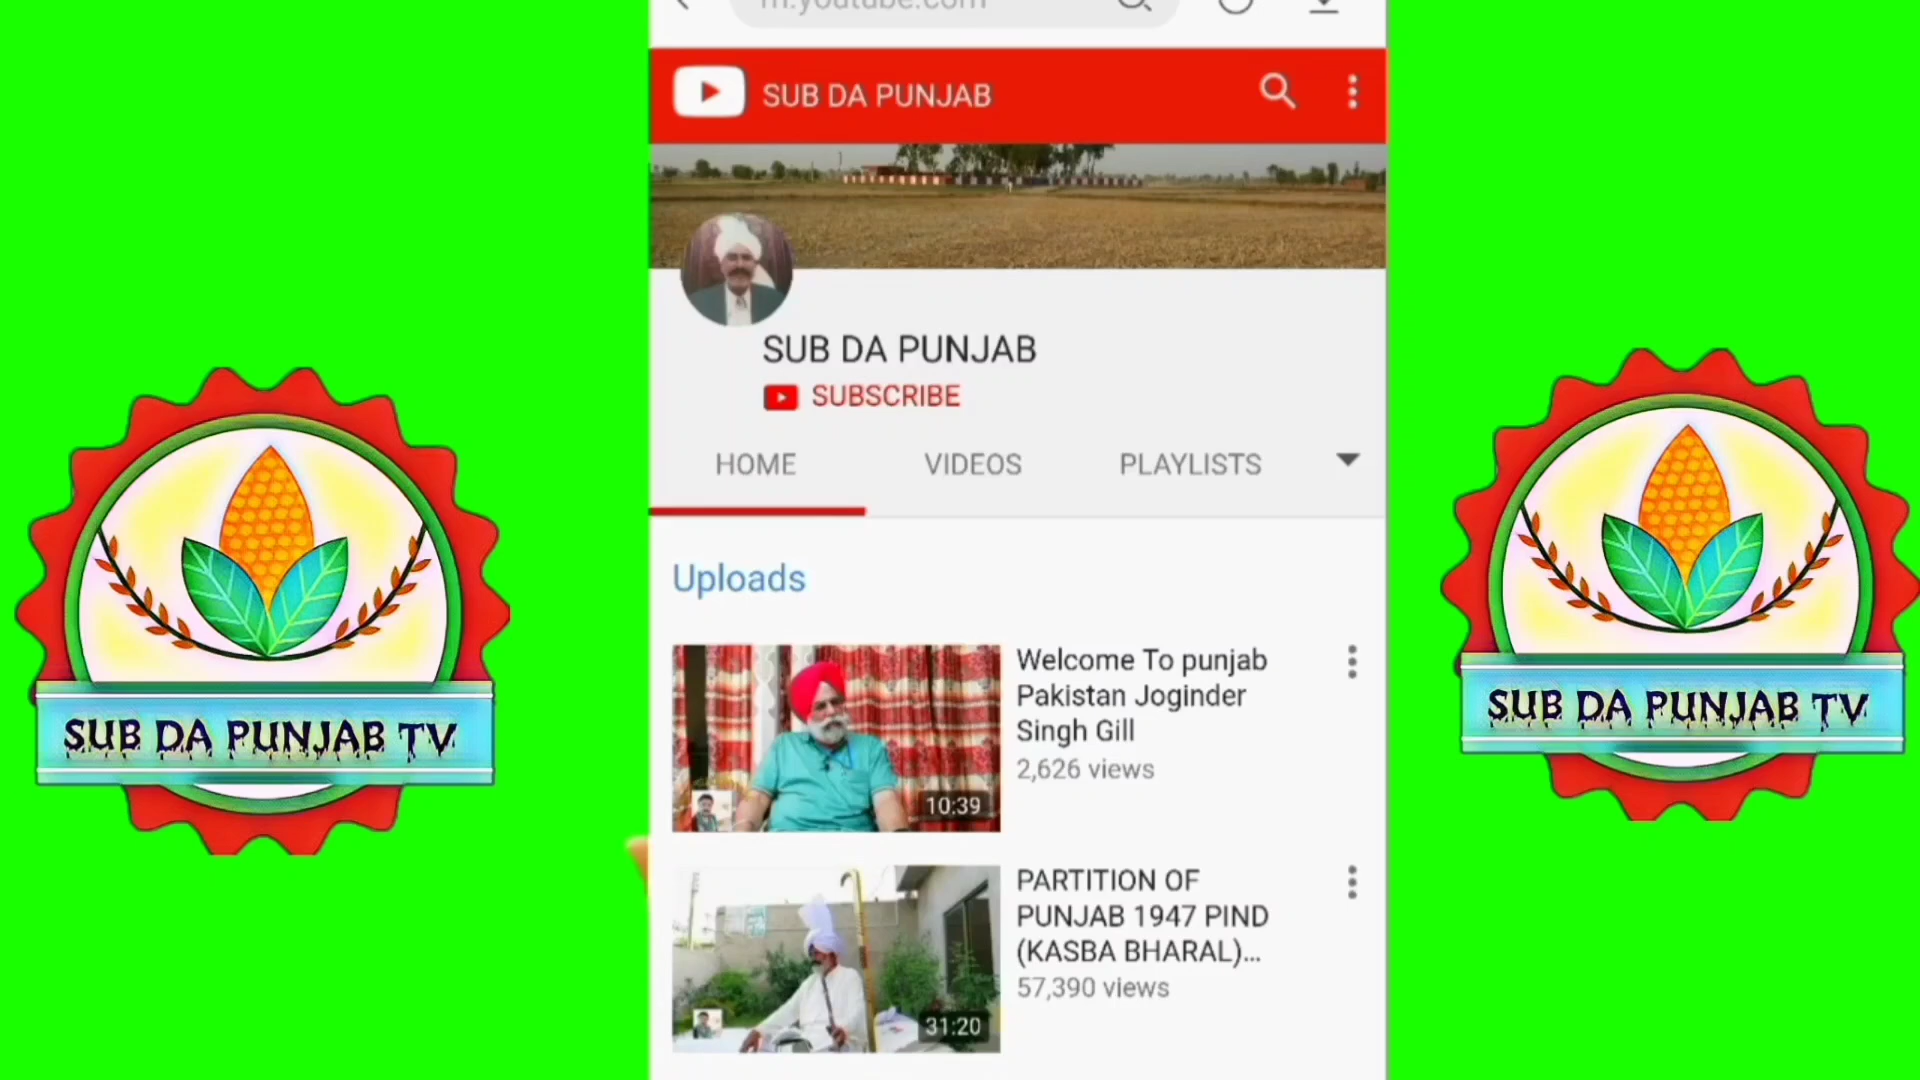 m.youtube.com
SUB DA PUNJAB
SUB DA PUNJAB
SUBSCRIBE
HOME VIDEOS PLAYLISTS
Uploads
Welcome To punjab
Pakistan Joginder
Singh Gill
2,626 views
10:39
PARTITION OF
PUNJAB 1947 PIND
(KASBA BHARAL)...
57,390 views
31:20
SUB DA PUNJAB TV
SUB DA PUNJAB TV